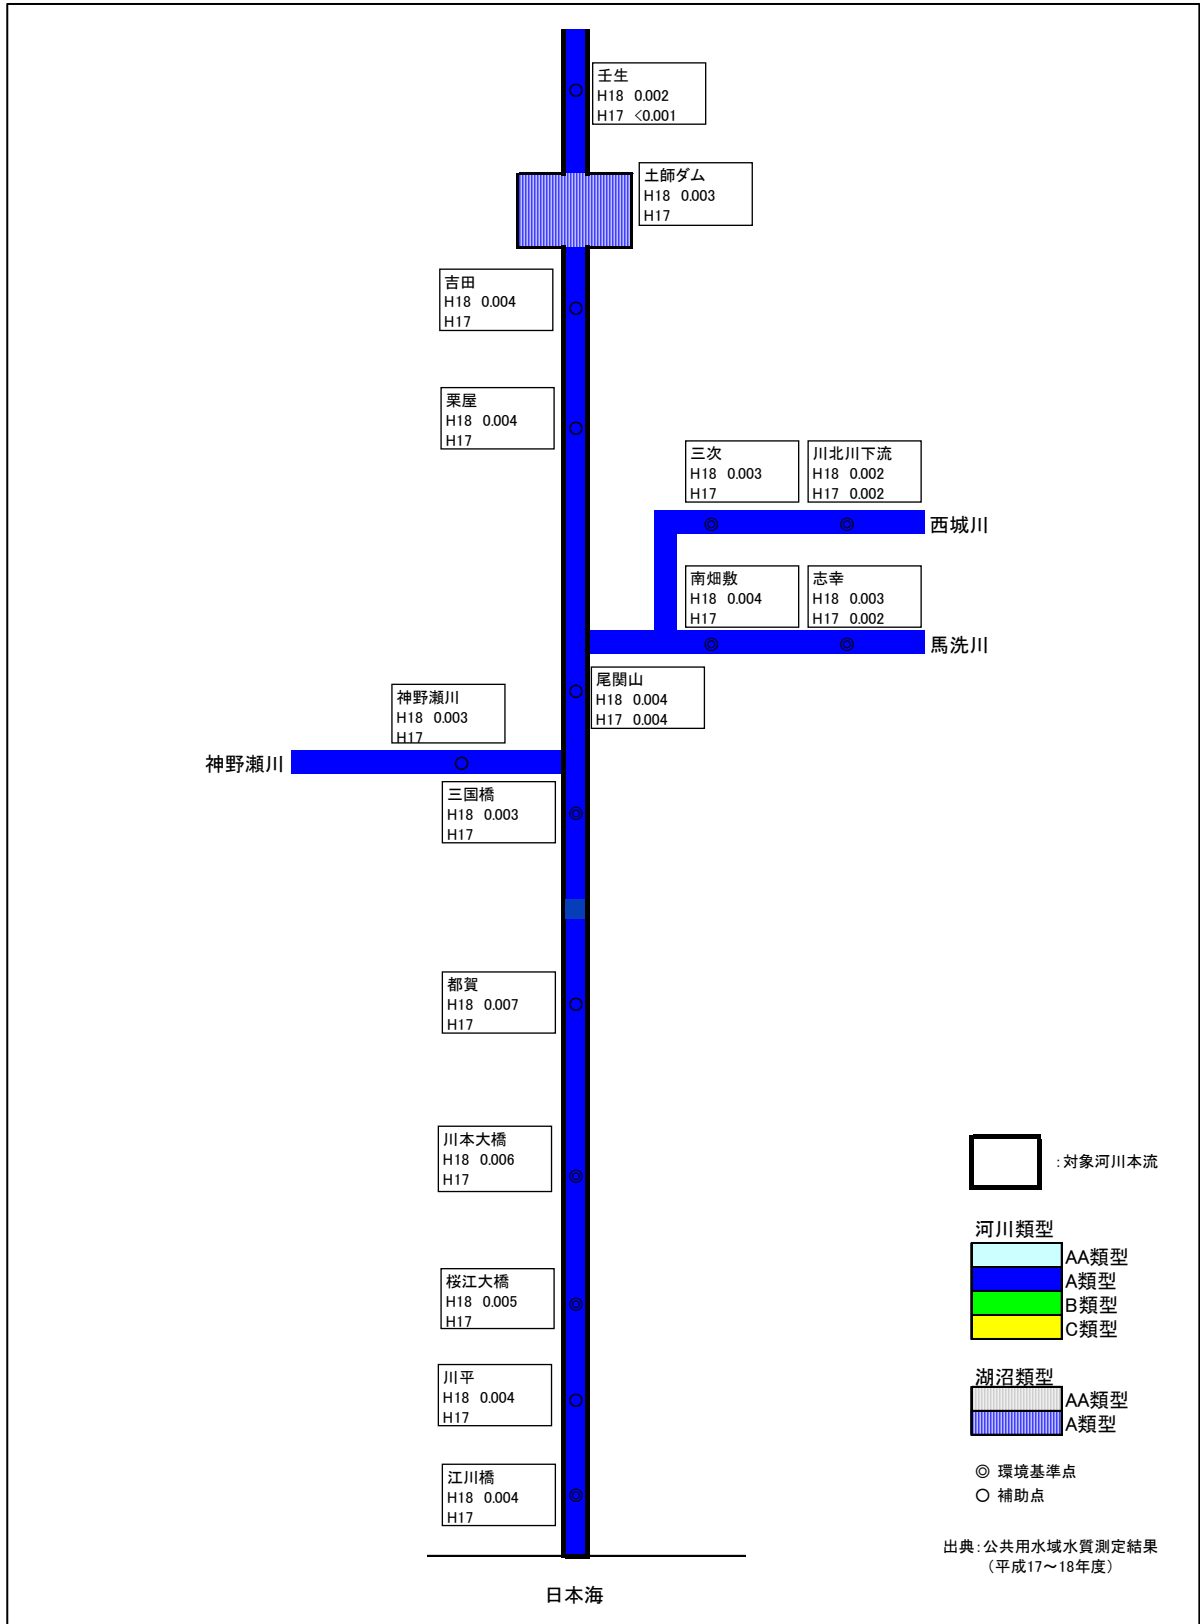 壬生
H18 0.002
H17 <0.001
土師ダム
H18 0.003
H17
吉田
H18 0.004
H17
粟屋
H18 0.004
H17
三次
H18 0.003
H17
川北川下流
H18 0.002
H17 0.002
西城川
南畑敷
H18 0.004
H17
志幸
H18 0.003
H17 0.002
馬洗川
尾関山
H18 0.004
H17 0.004
神野瀬川
H18 0.003
H17
神野瀬川
三国橋
H18 0.003
H17
都賀
H18 0.007
H17
川本大橋
H18 0.006
H17
:対象河川本流
河川類型
AA類型
A類型
B類型
C類型
桜江大橋
H18 0.005
H17
川平
H18 0.004
H17
湖沼類型
AA類型
A類型
江川橋
H18 0.004
H17
◎ 環境基準点
○ 補助点
出典:公共用水域水質測定結果
(平成17~18年度)
日本海